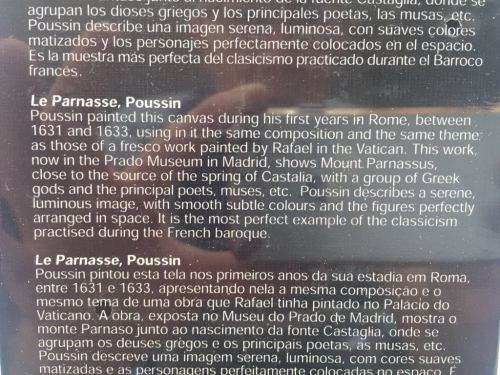 agrupan los dioses griegos y los principales poetas, las musas, etc.
Poussin describe una imagen serena, luminosa, con suaves colores
matizados y los personajes perfectamente colocados en el espacio.
Es la muestra más perfecta del clasicismo practicado durante el Barroco
francés.
Le Parnasse, Poussin
Poussin painted this canvas during his first years in Rome, between
1631 and 1633, using in it the same composition and the same theme
as those of a fresco work painted by Rafael in the Vatican. This work,
now in the Prado Museum in Madrid, shows Mount Parnassus,
close to the source of the spring of Castalia, with a group of Greek
gods and the principal poets, muses, etc. Poussin describes a serene,
luminous image, with smooth subtle colours and the figures perfectly
arranged in space. It is the most perfect example of the classicism
practised during the French baroque.
Le Parnasse, Poussin
Poussin pintou esta tela nos primeiros anos da sua estadia em Roma,
entre 1631 e 1633, apresentando nela a mesma composição e o
mesmo tema de uma obra que Rafael tinha pintado no Palácio do
Vaticano. A obra, exposta no Museu do Prado de Madrid, mostra o
monte Parnaso junto ao nascimento da fonte Castaglia, onde se
agrupam os deuses gregos e os principais poetas, as musas, etc.
Poussin descreve uma imagem serena, luminosa, com cores suaves
matizadas e as personagens perfeitamente colocadas no espaço. É